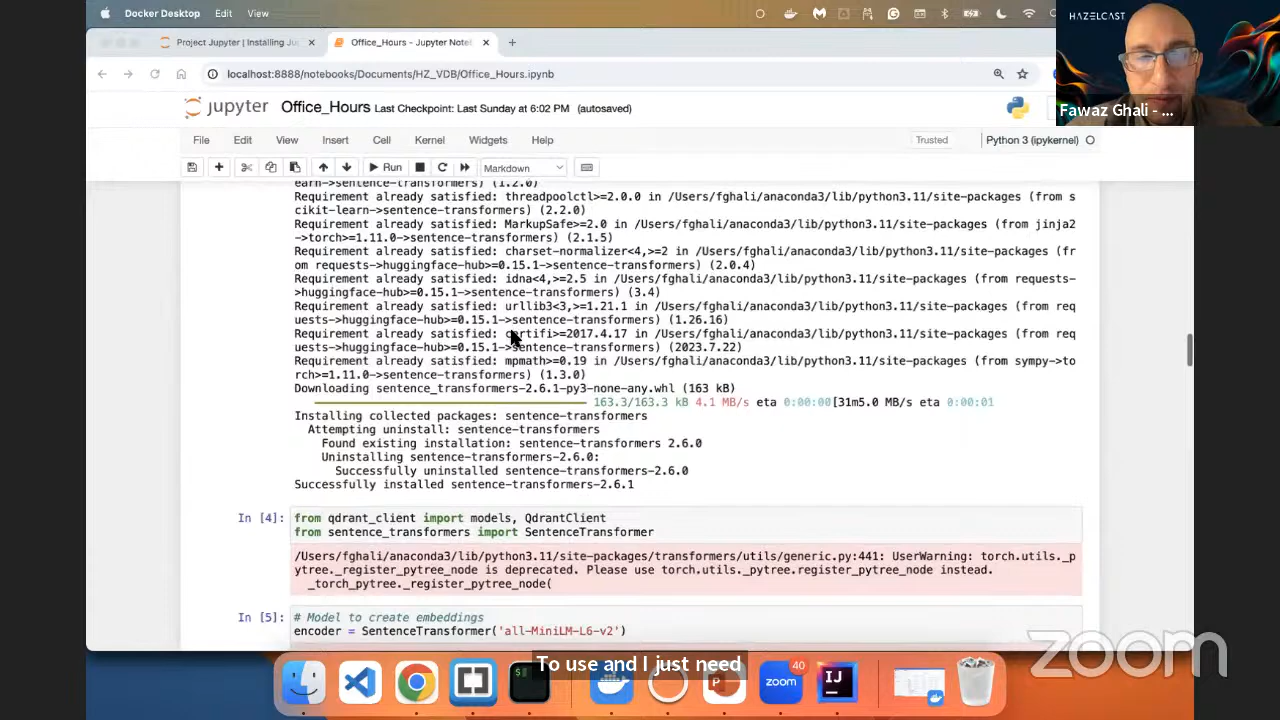 Docker Desktop Edit View
HAZELCAST
Project Jupyter | Installing Ju
Office_Hours - Jupyter Note
localhost:8888/notebooks/Documents/HZ_VDB/Office_Hours.ipynb
Fawaz Ghali - ...
jupyter Office_Hours Last Checkpoint: Last Sunday at 6:02 PM (autosaved)
File Edit View Insert Cell Kernel Widgets Help Trusted Python 3 (ipykernel)
Run Markdown
earn->sentence-transformers) (1.2.0)
Requirement already satisfied: threadpoolctl>=2.0.0 in /Users/fghali/anaconda3/lib/python3.11/site-packages (from s
cikit-learn->sentence-transformers) (2.2.0)
Requirement already satisfied: MarkupSafe>=2.0 in /Users/fghali/anaconda3/lib/python3.11/site-packages (from jinja2
->torch>=1.11.0->sentence-transformers) (2.1.5)
Requirement already satisfied: charset-normalizer<4,>=2 in /Users/fghali/anaconda3/lib/python3.11/site-packages (fr
om requests->huggingface-hub>=0.15.1->sentence-transformers) (2.0.4)
Requirement already satisfied: idna<4,>=2.5 in /Users/fghali/anaconda3/lib/python3.11/site-packages (from requests-
>huggingface-hub>=0.15.1->sentence-transformers) (3.4)
Requirement already satisfied: urllib3<3,>=1.21.1 in /Users/fghali/anaconda3/lib/python3.11/site-packages (from req
uests->huggingface-hub>=0.15.1->sentence-transformers) (1.26.16)
Requirement already satisfied: certifi>=2017.4.17 in /Users/fghali/anaconda3/lib/python3.11/site-packages (from req
uests->huggingface-hub>=0.15.1->sentence-transformers) (2023.7.22)
Requirement already satisfied: mpmath>=0.19 in /Users/fghali/anaconda3/lib/python3.11/site-packages (from sympy->to
rch>=1.11.0->sentence-transformers) (1.3.0)
Downloading sentence_transformers-2.6.1-py3-none-any.whl (163 kB)
163.3/163.3 kB 4.1 MB/s eta 0:00:00[31m5.0 MB/s eta 0:00:01
Installing collected packages: sentence-transformers
Attempting uninstall: sentence-transformers
Found existing installation: sentence-transformers 2.6.0
Uninstalling sentence-transformers-2.6.0:
Successfully uninstalled sentence-transformers-2.6.0
Successfully installed sentence-transformers-2.6.1
In [4]: from qdrant_client import models, QdrantClient
from sentence_transformers import SentenceTransformer
/Users/fghali/anaconda3/lib/python3.11/site-packages/transformers/utils/generic.py:441: UserWarning: torch.utils._p
ytree._register_pytree_node is deprecated. Please use torch.utils._pytree.register_pytree_node instead.
_torch_pytree._register_pytree_node(
In [5]: # Model to create embeddings
encoder = SentenceTransformer('all-MiniLM-L6-v2')
To use and I just need
zoom
40
zoom
IJ